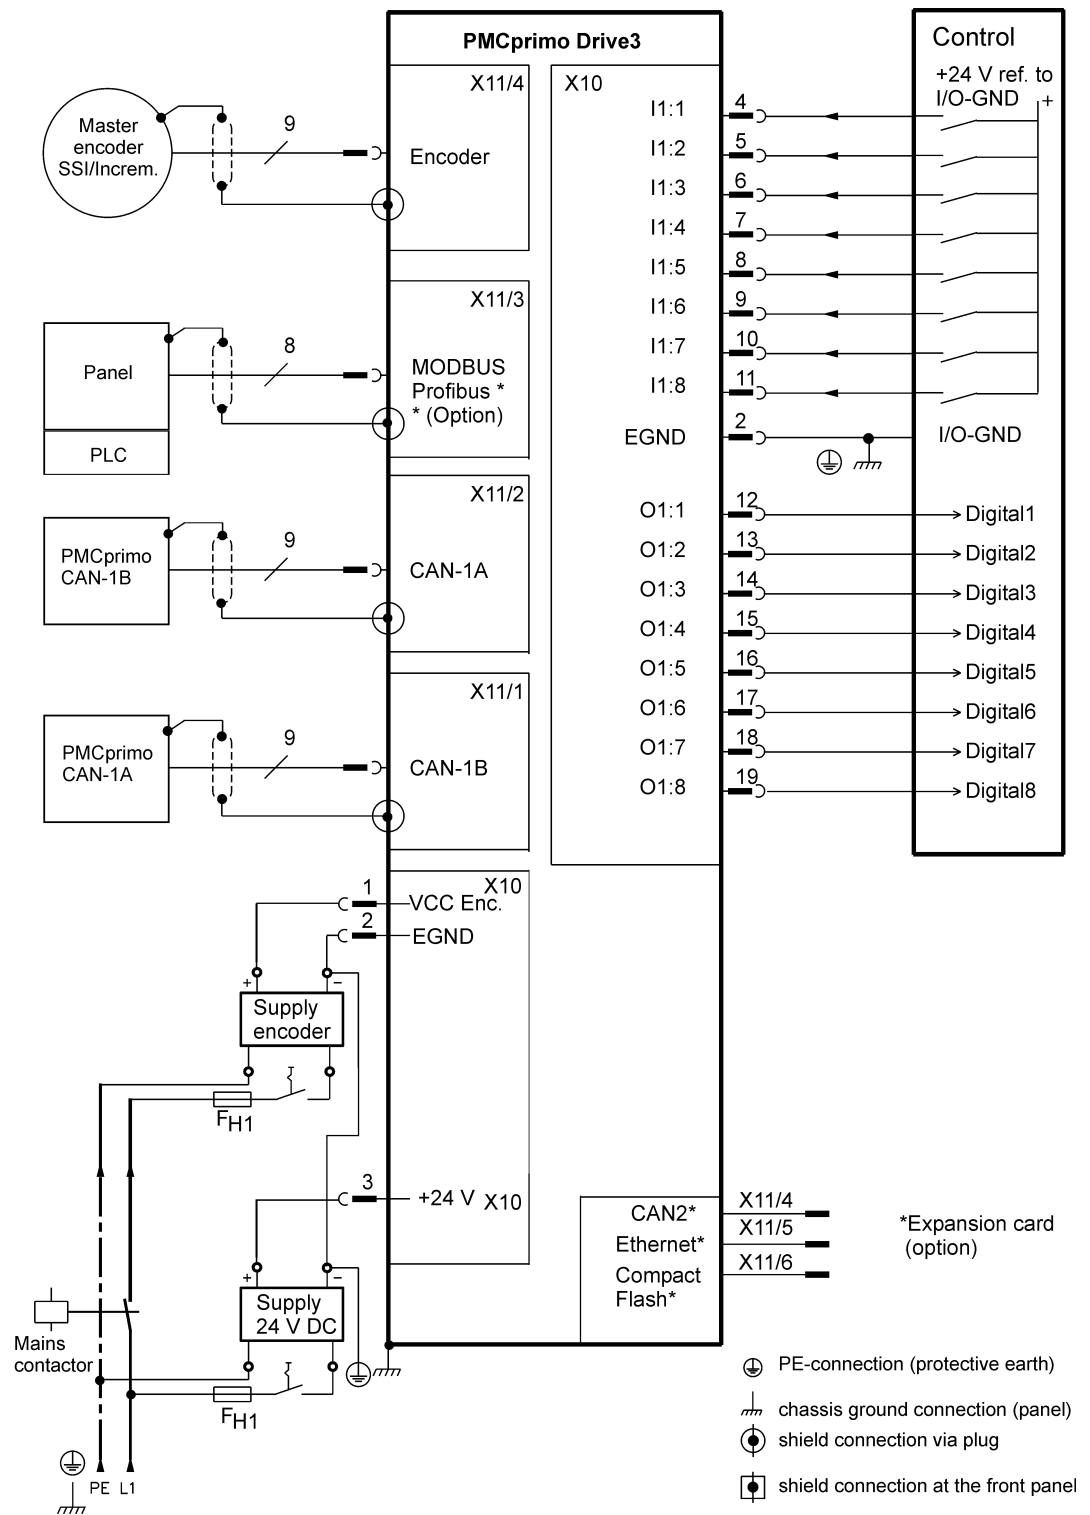 PMCprimo Drive3
Control
+24 V ref. to
I/O-GND +
X11/4
Master
encoder
SSI/Increm.
9
Encoder
X11/3
Panel
PLC
8
MODBUS
Profibus *
* (Option)
X11/2
PMCprimo
CAN-1B
9
CAN-1A
X11/1
PMCprimo
CAN-1A
9
CAN-1B
X10
I1:1 4
I1:2 5
I1:3 6
I1:4 7
I1:5 8
I1:6 9
I1:7 10
I1:8 11
EGND 2 I/O-GND
O1:1 12 Digital1
O1:2 13 Digital2
O1:3 14 Digital3
O1:4 15 Digital4
O1:5 16 Digital5
O1:6 17 Digital6
O1:7 18 Digital7
O1:8 19 Digital8
X10
1 VCC Enc.
2 EGND
+ −
Supply
encoder
FH1
3 +24 V X10
+ −
Supply
24 V DC
FH1
Mains
contactor
PE L1
CAN2* X11/4
Ethernet* X11/5
Compact
Flash*
X11/6
*Expansion card
(option)
PE-connection (protective earth)
chassis ground connection (panel)
shield connection via plug
shield connection at the front panel